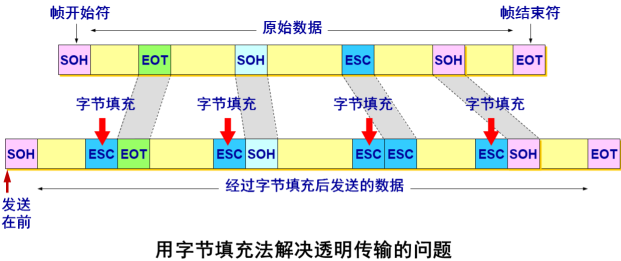 帧开始符
原始数据
帧结束符
SOH EOT SOH ESC SOH EOT
字节填充 字节填充 字节填充 字节填充
SOH ESC EOT ESC SOH ESC ESC ESC SOH EOT
经过字节填充后发送的数据
发送
在前
用字节填充法解决透明传输的问题